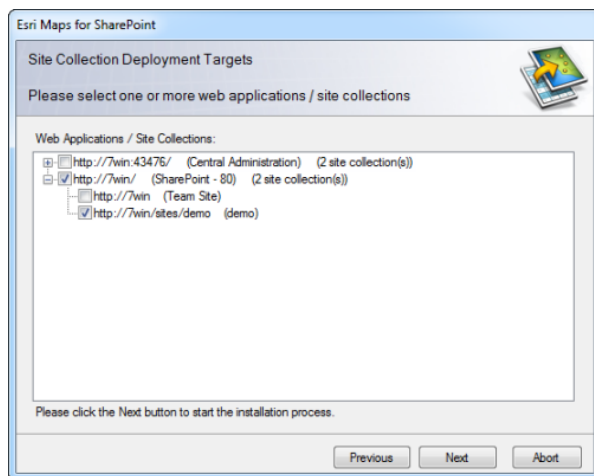 Esri Maps for SharePoint
Site Collection Deployment Targets
Please select one or more web applications / site collections
Web Applications / Site Collections:
http://7win:43476/ (Central Administration) (2 site collection(s))
http://7win/ (SharePoint - 80) (2 site collection(s))
http://7win (Team Site)
http://7win/sites/demo (demo)
Please click the Next button to start the installation process.
Previous Next Abort